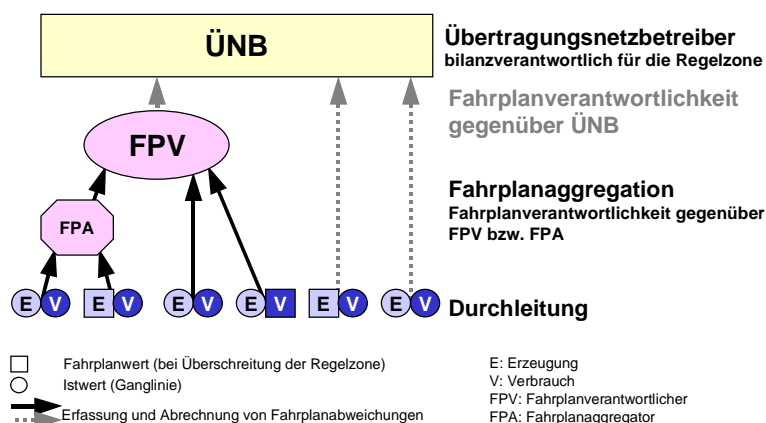 ÜNB
Übertragungsnetzbetreiber
bilanzverantwortlich für die Regelzone
Fahrplanverantwortlichkeit
gegenüber ÜNB
FPV
Fahrplanaggregation
Fahrplanverantwortlichkeit gegenüber
FPV bzw. FPA
FPA
E V E V E V E V E V E V Durchleitung
Fahrplanwert (bei Überschreitung der Regelzone)
Istwert (Ganglinie)
Erfassung und Abrechnung von Fahrplanabweichungen
E: Erzeugung
V: Verbrauch
FPV: Fahrplanverantwortlicher
FPA: Fahrplanaggregator